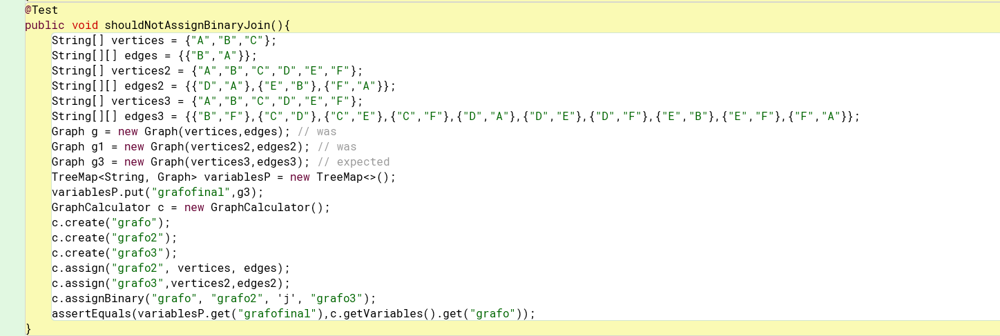 @Test
public void shouldNotAssignBinaryJoin(){
    String[] vertices = {"A","B","C"};
    String[][] edges = {{"B","A"}};
    String[] vertices2 = {"A","B","C","D","E","F"};
    String[][] edges2 = {{"D","A"},{"E","B"},{"F","A"}};
    String[] vertices3 = {"A","B","C","D","E","F"};
    String[][] edges3 = {{"B","F"},{"C","D"},{"C","E"},{"C","F"},{"D","A"},{"D","E"},{"D","F"},{"E","B"},{"E","F"},{"F","A"}};
    Graph g = new Graph(vertices,edges); // was
    Graph g1 = new Graph(vertices2,edges2); // was
    Graph g3 = new Graph(vertices3,edges3); // expected
    TreeMap<String, Graph> variablesP = new TreeMap<>();
    variablesP.put("grafofinal",g3);
    GraphCalculator c = new GraphCalculator();
    c.create("grafo");
    c.create("grafo2");
    c.create("grafo3");
    c.assign("grafo2", vertices, edges);
    c.assign("grafo3",vertices2,edges2);
    c.assignBinary("grafo", "grafo2", 'j', "grafo3");
    assertEquals(variablesP.get("grafofinal"),c.getVariables().get("grafo"));
}